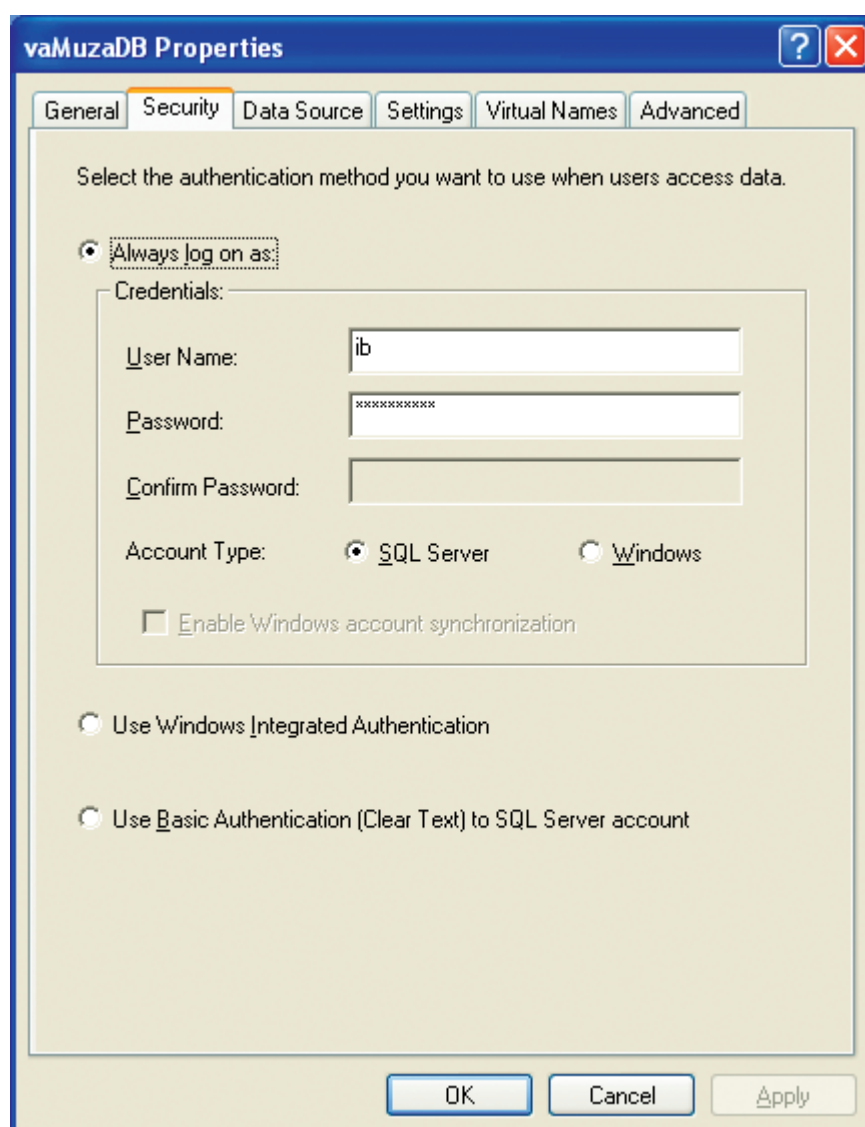 vaMuzaDB Properties
General Security Data Source Settings Virtual Names Advanced
Select the authentication method you want to use when users access data.
Always log on as:
Credentials:
User Name: ib
Password: **********
Confirm Password:
Account Type: SQL Server Windows
Enable Windows account synchronization
Use Windows Integrated Authentication
Use Basic Authentication (Clear Text) to SQL Server account
OK Cancel Apply